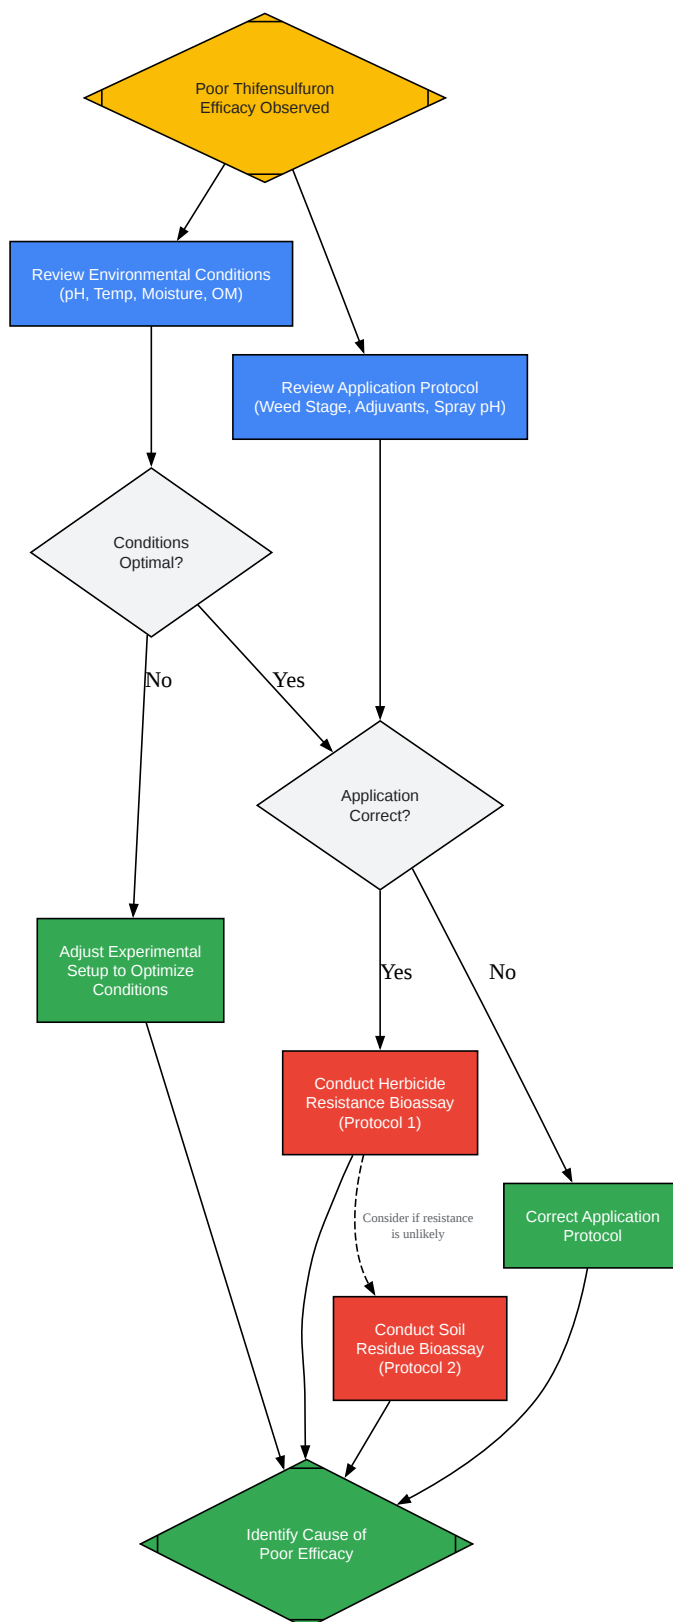 Poor Thifensulfuron
Efficacy Observed
Review Environmental Conditions
(pH, Temp, Moisture, OM)
Review Application Protocol
(Weed Stage, Adjuvants, Spray pH)
Conditions
Optimal?
No
Yes
Application
Correct?
Adjust Experimental
Setup to Optimize
Conditions
Yes
No
Conduct Herbicide
Resistance Bioassay
(Protocol 1)
Consider if resistance
is unlikely
Correct Application
Protocol
Conduct Soil
Residue Bioassay
(Protocol 2)
Identify Cause of
Poor Efficacy